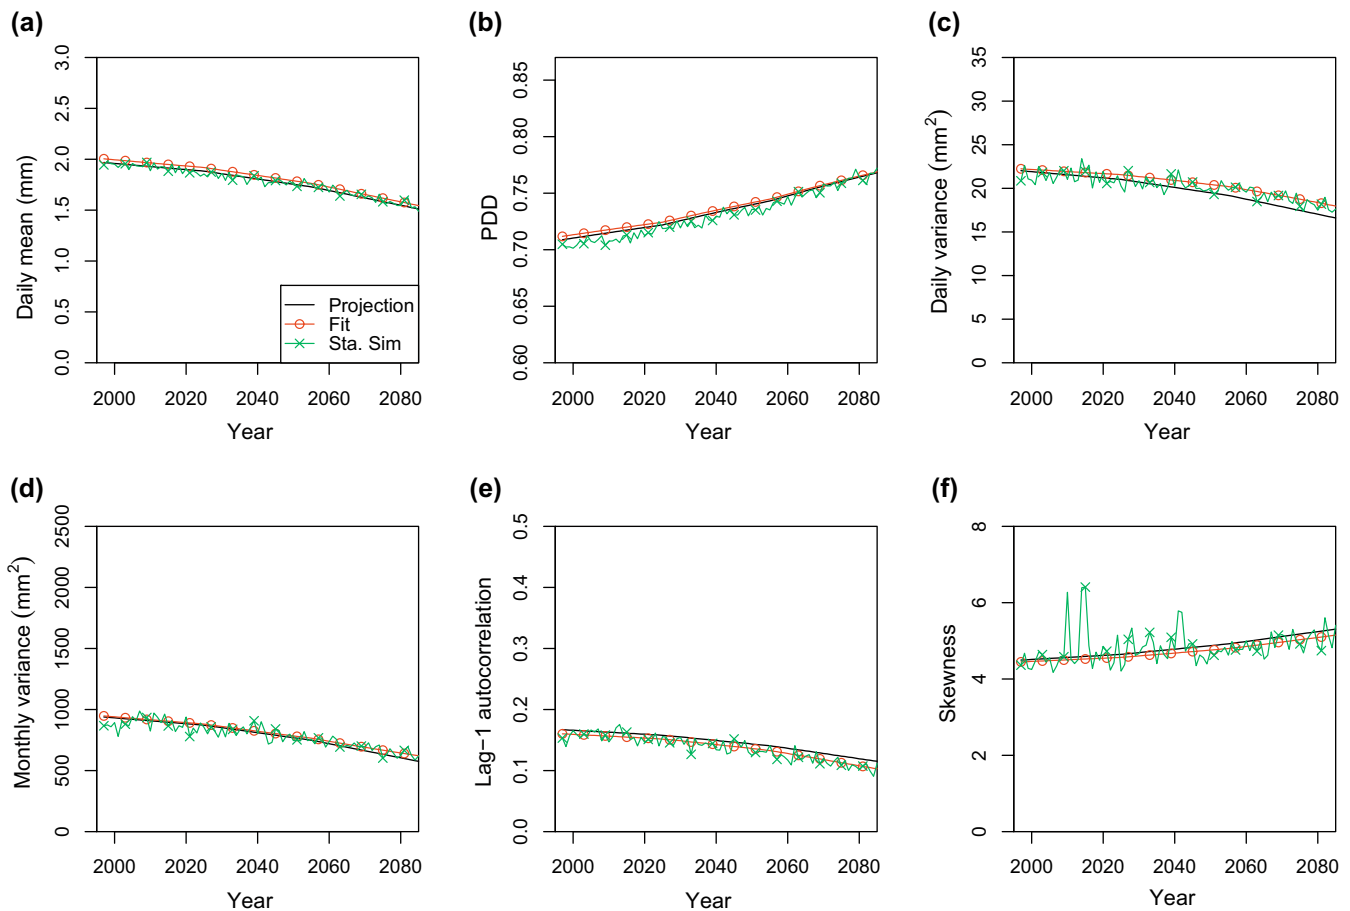 (a)
Daily mean (mm)
3.0
2.5
2.0
1.5
1.0
0.5
0.0
Projection
Fit
Sta. Sim
2000 2020 2040 2060 2080
Year
(b)
PDD
0.85
0.80
0.75
0.70
0.65
0.60
2000 2020 2040 2060 2080
Year
(c)
Daily variance (mm²)
35
30
25
20
15
10
5
0
2000 2020 2040 2060 2080
Year
(d)
Monthly variance (mm²)
2500
2000
1500
1000
500
0
2000 2020 2040 2060 2080
Year
(e)
Lag−1 autocorrelation
0.5
0.4
0.3
0.2
0.1
0.0
2000 2020 2040 2060 2080
Year
(f)
Skewness
8
6
4
2
0
2000 2020 2040 2060 2080
Year